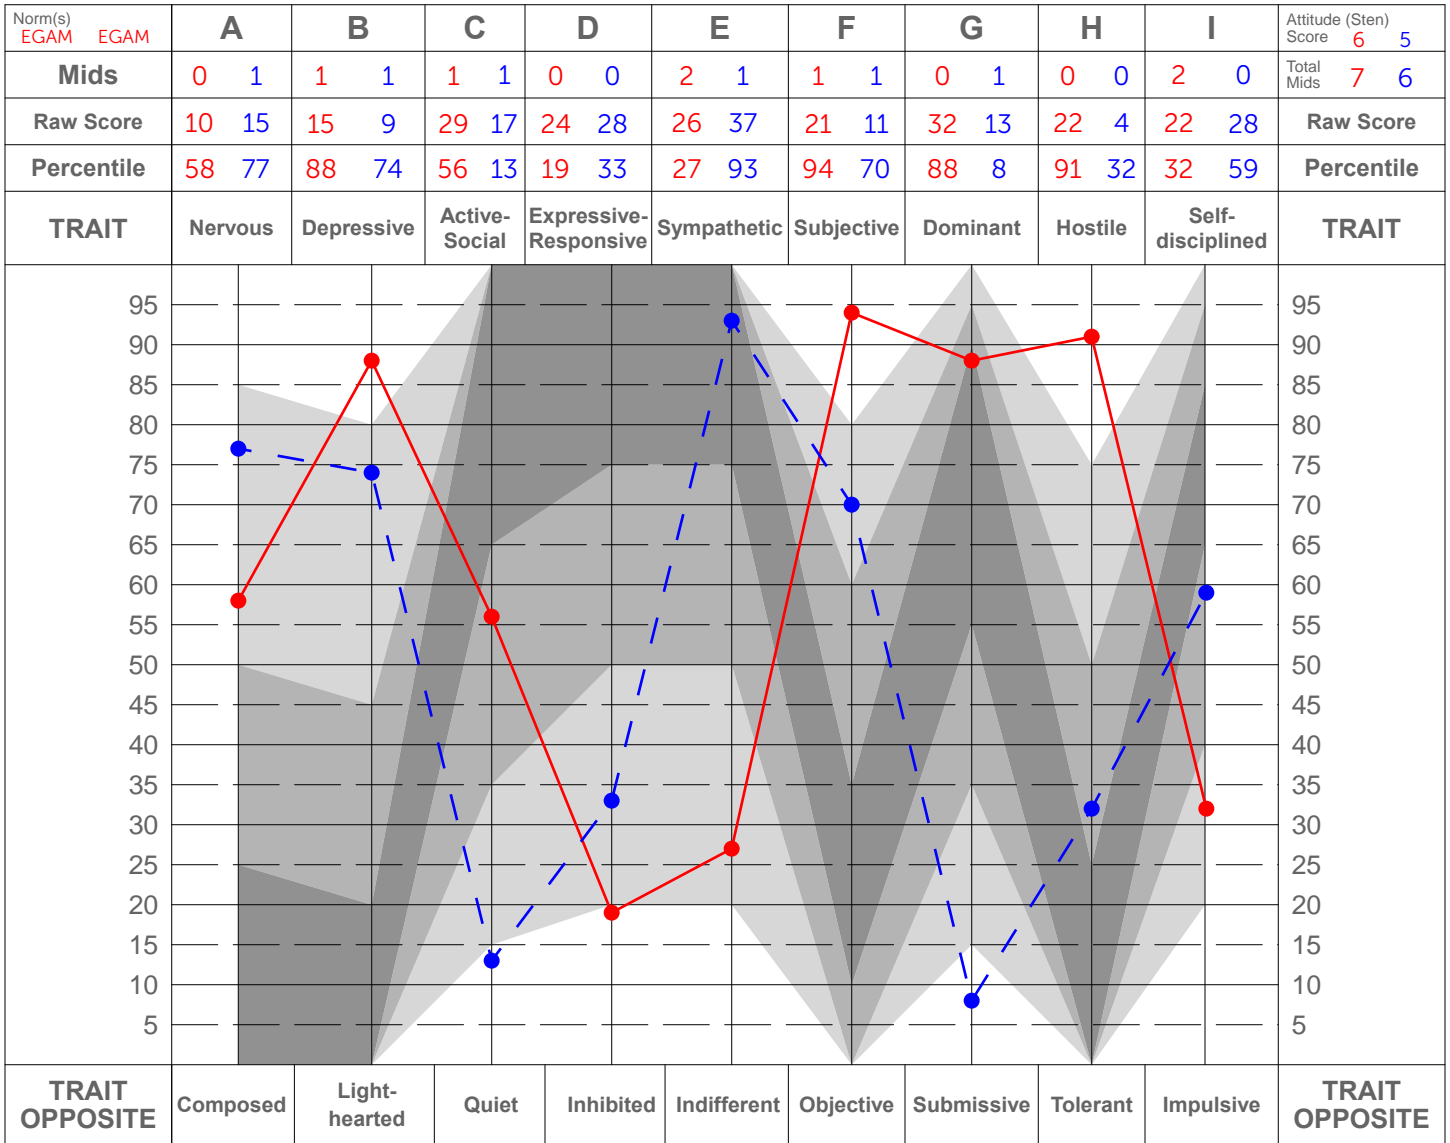 Norm(s)
EGAM EGAM
A B C D E F G H I
Attitude (Sten)
Score 6 5
Mids 0 1 1 1 1 1 0 0 2 1 1 1 0 1 0 0 2 0
Total
Mids 7 6
Raw Score 10 15 15 9 29 17 24 28 26 37 21 11 32 13 22 4 22 28 Raw Score
Percentile 58 77 88 74 56 13 19 33 27 93 94 70 88 8 91 32 32 59 Percentile
TRAIT Nervous Depressive Active-
Social Expressive-
Responsive Sympathetic Subjective Dominant Hostile Self-
disciplined TRAIT
95 95
90 90
85 85
80 80
75 75
70 70
65 65
60 60
55 55
50 50
45 45
40 40
35 35
30 30
25 25
20 20
15 15
10 10
5 5
TRAIT
OPPOSITE Composed Light-
hearted Quiet Inhibited Indifferent Objective Submissive Tolerant Impulsive TRAIT
OPPOSITE